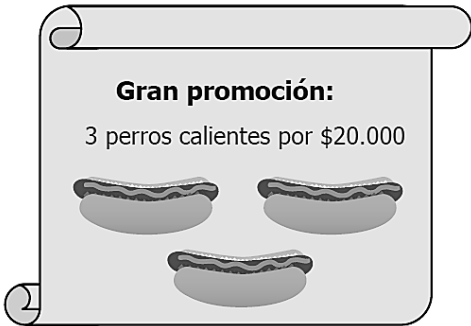 Gran promoción:
3 perros calientes por $20.000